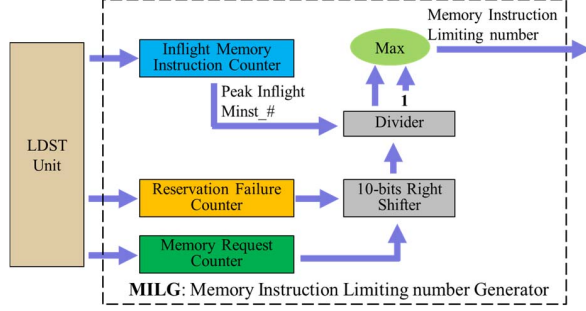 Memory Instruction
Limiting number
Inflight Memory
Instruction Counter
Max
Peak Inflight
Minst_#
1
Divider
LDST
Unit
Reservation Failure
Counter
10-bits Right
Shifter
Memory Request
Counter
MILG: Memory Instruction Limiting number Generator